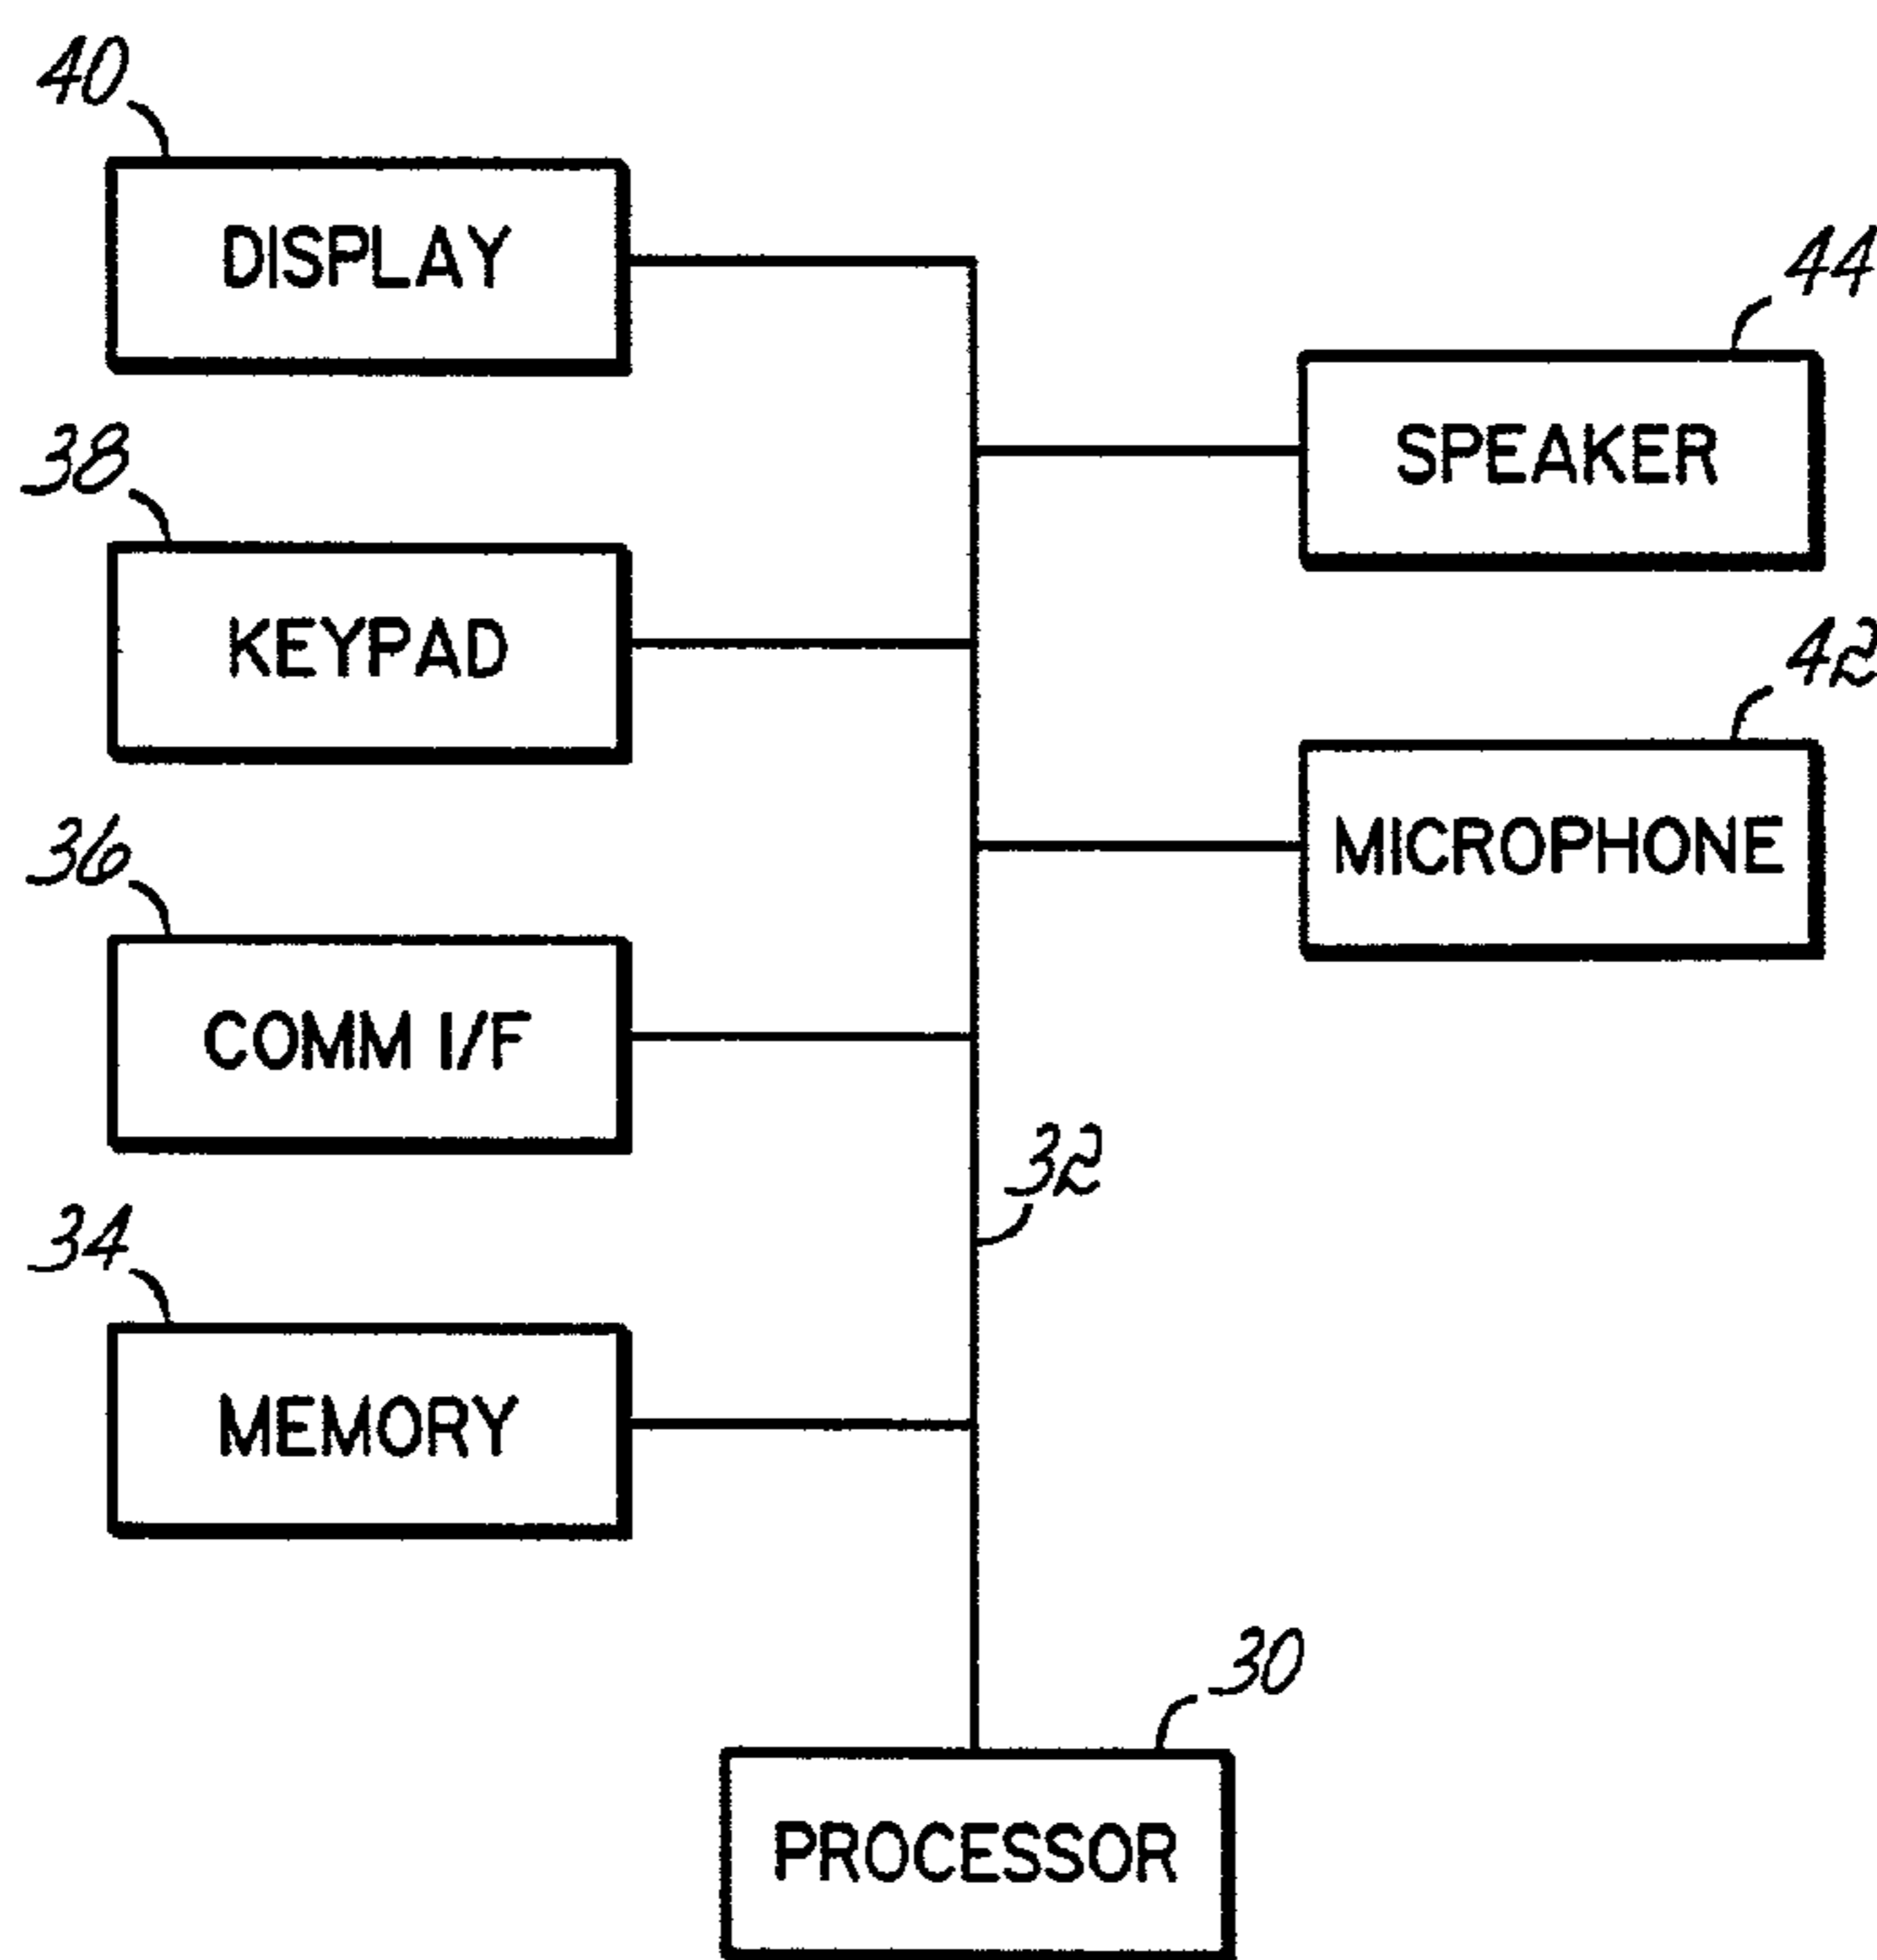 40
DISPLAY
44
SPEAKER
38
KEYPAD
42
MICROPHONE
36
COMM I/F
32
34
MEMORY
30
PROCESSOR